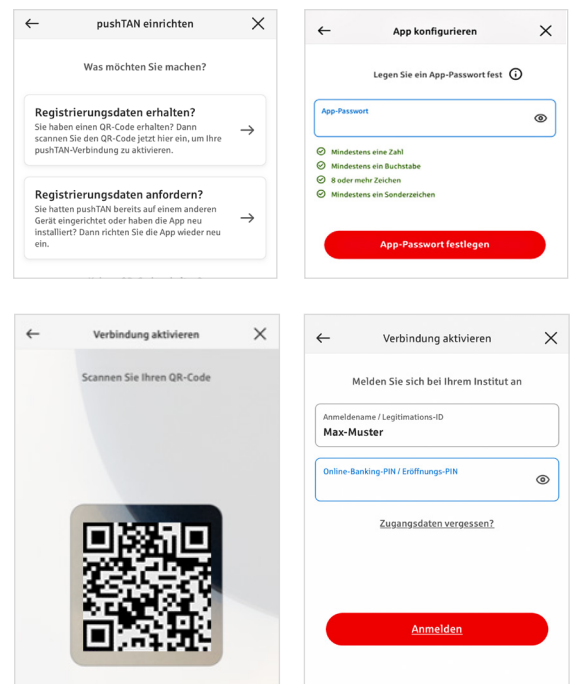 pushTAN einrichten
Was möchten Sie machen?
Registrierungsdaten erhalten?
Sie haben einen QR-Code erhalten? Dann
scannen Sie den QR-Code jetzt hier ein, um Ihre
pushTAN-Verbindung zu aktivieren.
Registrierungsdaten anfordern?
Sie hatten pushTAN bereits auf einem anderen
Gerät eingerichtet oder haben die App neu
installiert? Dann richten Sie die App wieder neu
ein.
App konfigurieren
Legen Sie ein App-Passwort fest
App-Passwort
Mindestens eine Zahl
Mindestens ein Buchstabe
8 oder mehr Zeichen
Mindestens ein Sonderzeichen
App-Passwort festlegen
Verbindung aktivieren
Scannen Sie Ihren QR-Code
Verbindung aktivieren
Melden Sie sich bei Ihrem Institut an
Anmeldename / Legitimations-ID
Max-Muster
Online-Banking-PIN / Eröffnungs-PIN
Zugangsdaten vergessen?
Anmelden